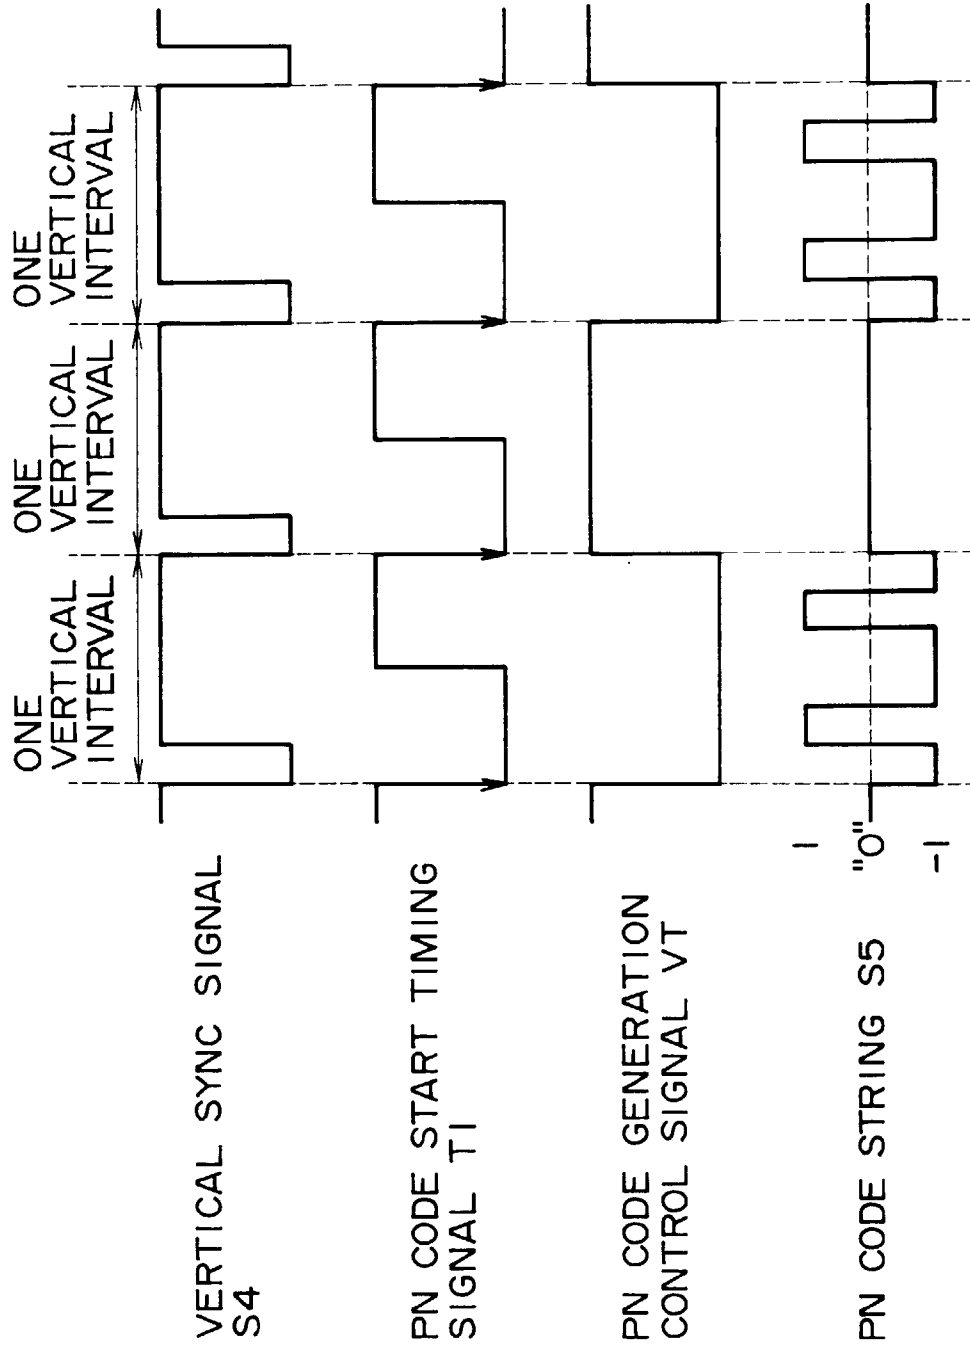 ONE
VERTICAL
INTERVAL
ONE
VERTICAL
INTERVAL
ONE
VERTICAL
INTERVAL
VERTICAL SYNC SIGNAL
S4
PN CODE START TIMING
SIGNAL TI
PN CODE GENERATION
CONTROL SIGNAL VT
PN CODE STRING S5
1
"0"
-1